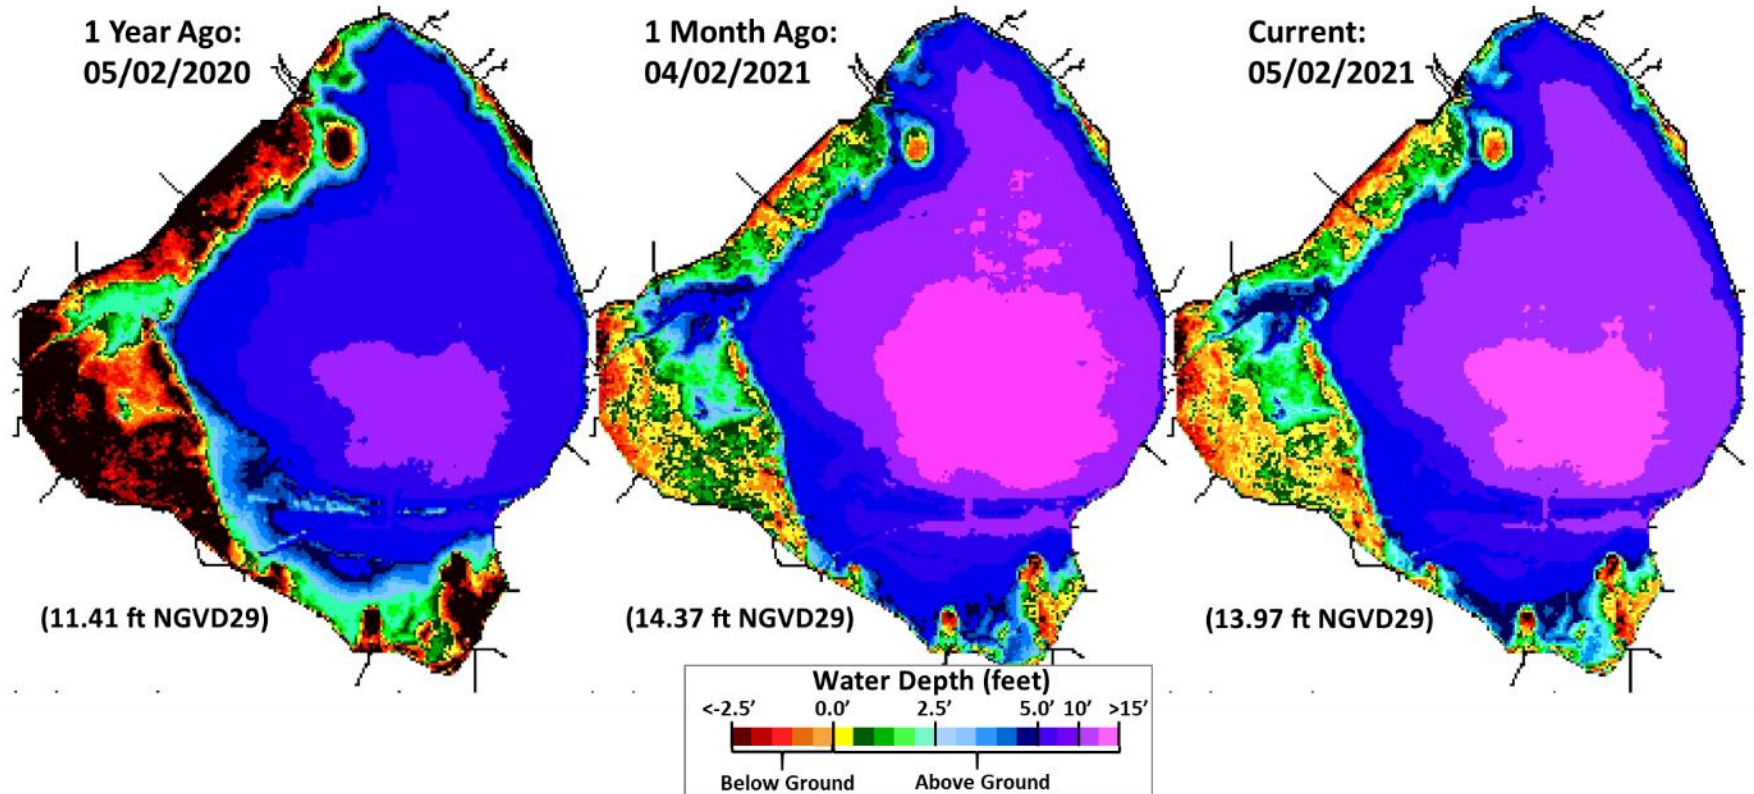 1 Year Ago:
05/02/2020
1 Month Ago:
04/02/2021
Current:
05/02/2021
(11.41 ft NGVD29)
(14.37 ft NGVD29)
(13.97 ft NGVD29)
Water Depth (feet)
<-2.5’ 0.0’ 2.5’ 5.0’ 10’ >15’
Below Ground Above Ground